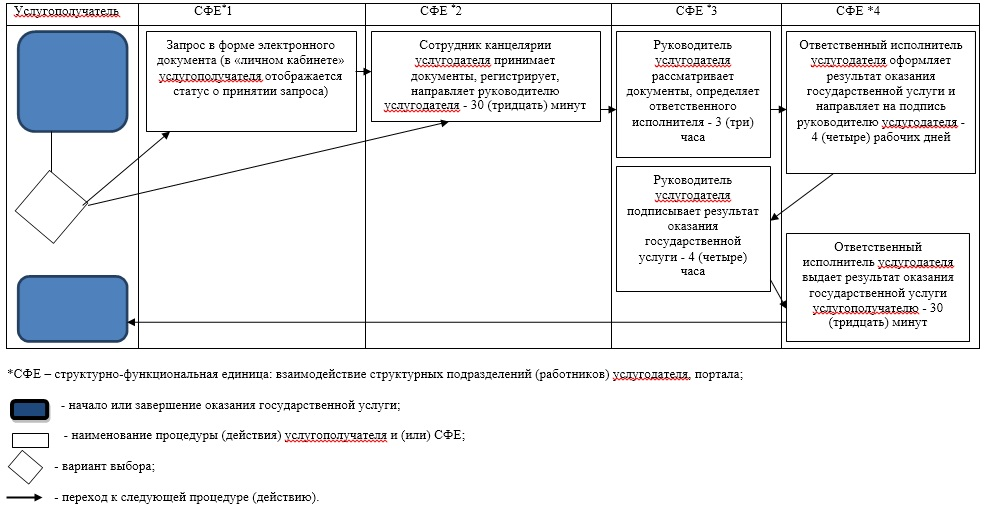 Услугополучатель
СФЕ*1
СФЕ *2
СФЕ *3
СФЕ *4
Запрос в форме электронного
документа (в «личном кабинете»
услугополучателя отображается
статус о принятии запроса)
Сотрудник канцелярии
услугодателя принимает
документы, регистрирует,
направляет руководителю
услугодателя - 30 (тридцать) минут
Руководитель
услугодателя
рассматривает
документы, определяет
ответственного
исполнителя - 3 (три)
часа
Ответственный исполнитель
услугодателя оформляет
результат оказания
государственной услуги и
направляет на подпись
руководителю услугодателя -
4 (четыре) рабочих дней
Руководитель
услугодателя
подписывает результат
оказания
государственной
услуги - 4 (четыре)
часа
Ответственный
исполнитель услугодателя
выдает результат оказания
государственной услуги
услугополучателю - 30
(тридцать) минут
*СФЕ – структурно-функциональная единица: взаимодействие структурных подразделений (работников) услугодателя, портала;
- начало или завершение оказания государственной услуги;
- наименование процедуры (действия) услугополучателя и (или) СФЕ;
- вариант выбора;
- переход к следующей процедуре (действию).